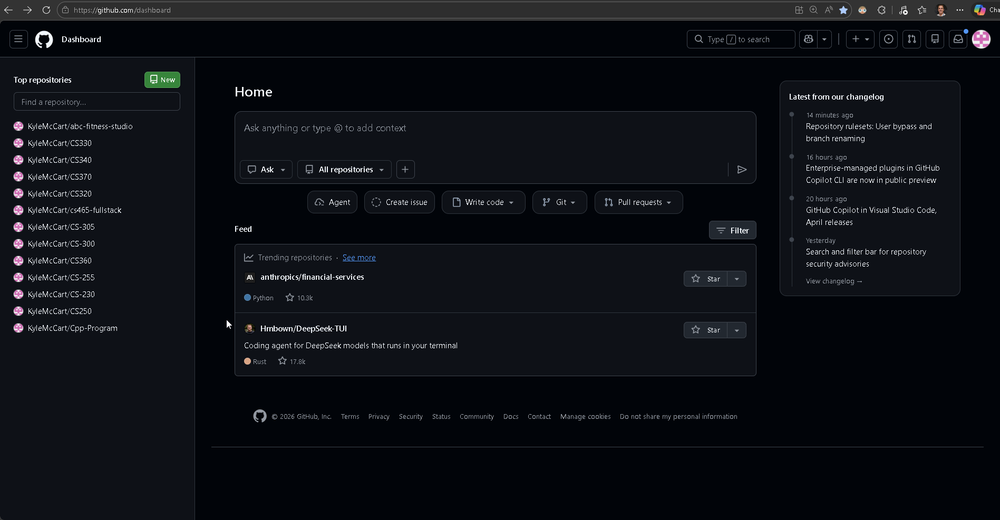 https://github.com/dashboard
Cha
Dashboard
Type / to search
Top repositories
New
Find a repository...
KyleMcCart/abc-fitness-studio
KyleMcCart/CS330
KyleMcCart/CS340
KyleMcCart/CS370
KyleMcCart/CS320
KyleMcCart/cs465-fullstack
KyleMcCart/CS-305
KyleMcCart/CS-300
KyleMcCart/CS360
KyleMcCart/CS-255
KyleMcCart/CS-230
KyleMcCart/CS250
KyleMcCart/Cpp-Program
Home
Ask anything or type @ to add context
Ask
All repositories
Agent
Create issue
Write code
Git
Pull requests
Feed
Filter
Trending repositories · See more
anthropics/financial-services
Star
Python
10.3k
Hmbown/DeepSeek-TUI
Star
Coding agent for DeepSeek models that runs in your terminal
Rust
17.8k
Latest from our changelog
14 minutes ago
Repository rulesets: User bypass and
branch renaming
16 hours ago
Enterprise-managed plugins in GitHub
Copilot CLI are now in public preview
20 hours ago
GitHub Copilot in Visual Studio Code,
April releases
Yesterday
Search and filter bar for repository
security advisories
View changelog →
© 2026 GitHub, Inc.
Terms
Privacy
Security
Status
Community
Docs
Contact
Manage cookies
Do not share my personal information